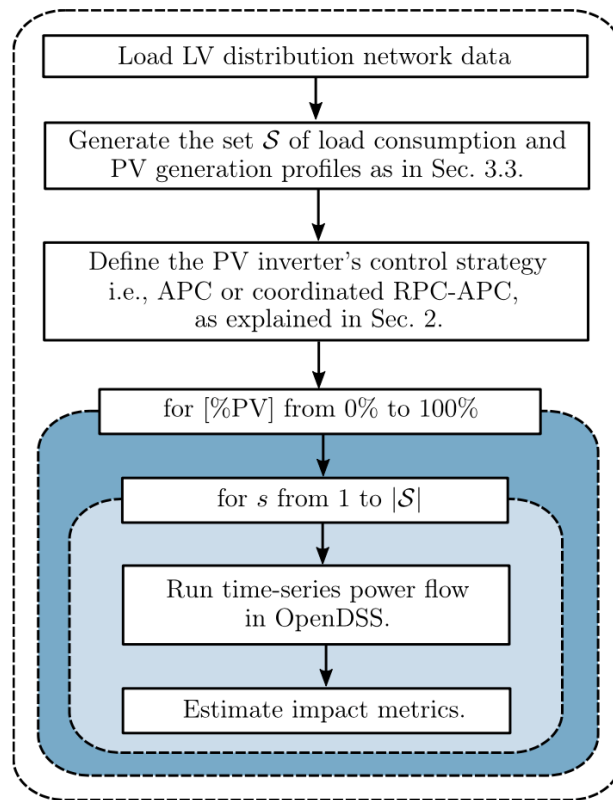 Load LV distribution network data
Generate the set 𝒮 of load consumption and
PV generation profiles as in Sec. 3.3.
Define the PV inverter's control strategy
i.e., APC or coordinated RPC-APC,
as explained in Sec. 2.
for [%PV] from 0% to 100%
for s from 1 to |𝒮|
Run time-series power flow
in OpenDSS.
Estimate impact metrics.